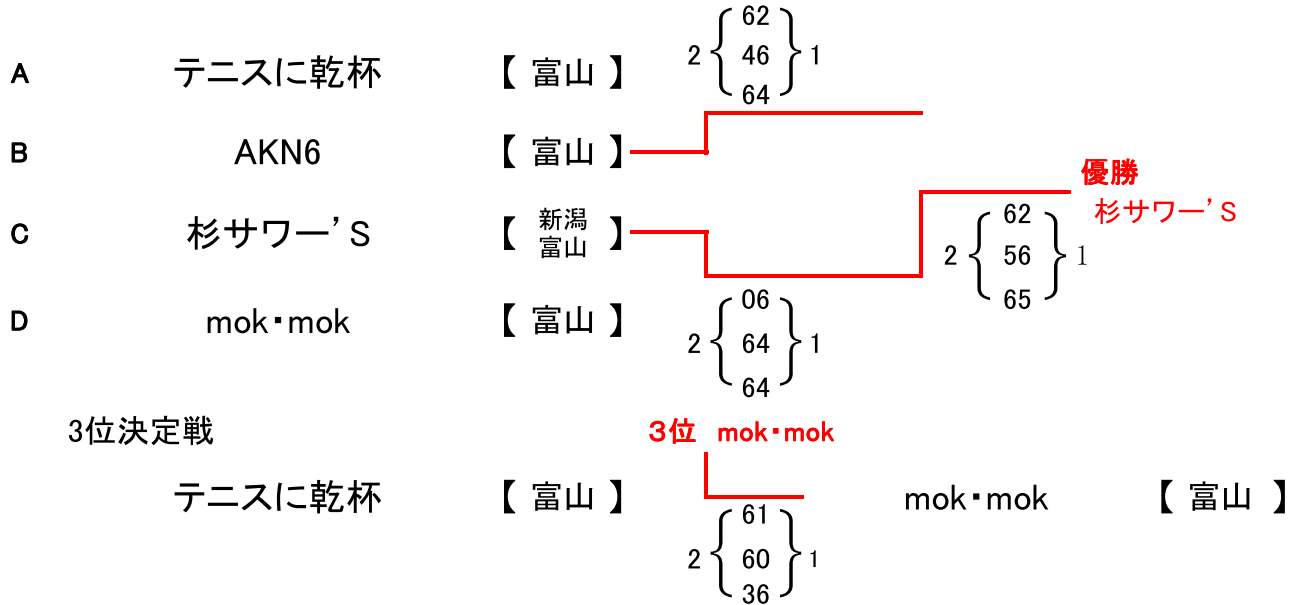 62
2 { 46 } 1
64
A テニスに乾杯 【 富山 】
B AKN6 【 富山 】
優勝
杉サワー’S
C 杉サワー’S 【 新潟 富山 】
62
2 { 56 } 1
65
D mok・mok 【 富山 】
06
2 { 64 } 1
64
3位決定戦
3位 mok・mok
テニスに乾杯 【 富山 】 mok・mok 【 富山 】
61
2 { 60 } 1
36